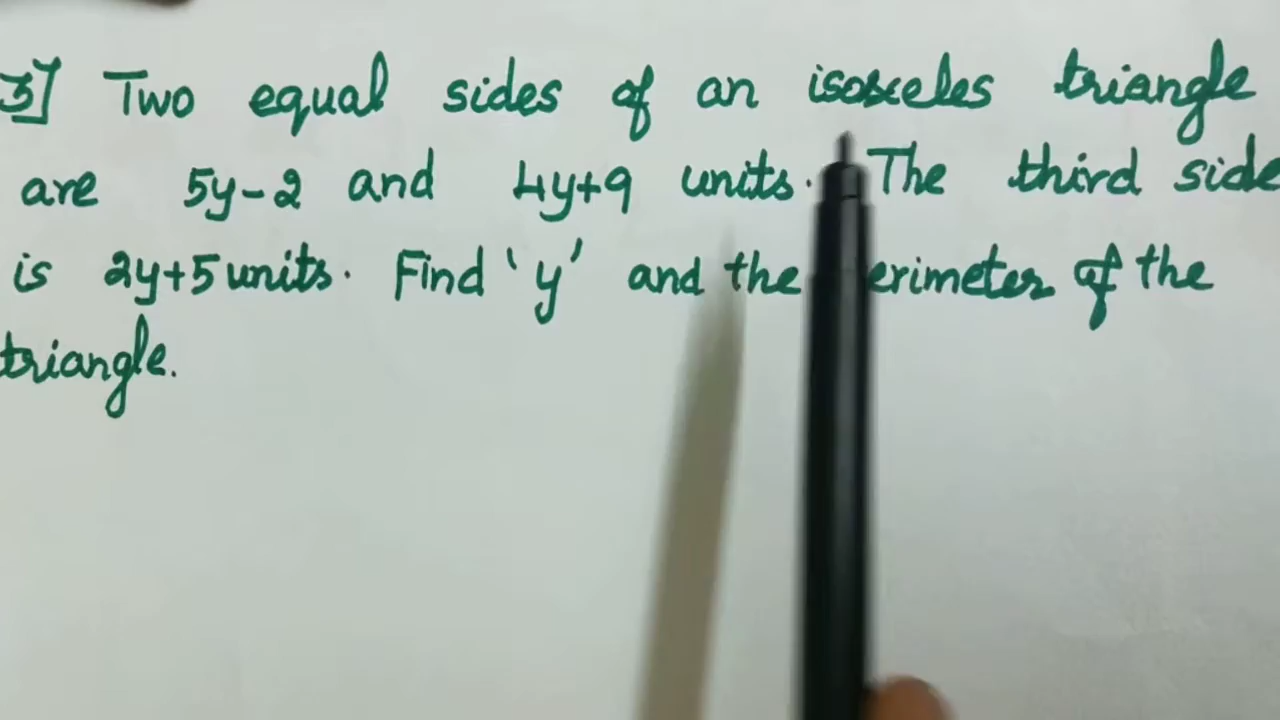 3] Two equal sides of an isosceles triangle
are 5y-2 and 4y+9 units. The third side
is 2y+5 units. Find 'y' and the erimeter of the
triangle.